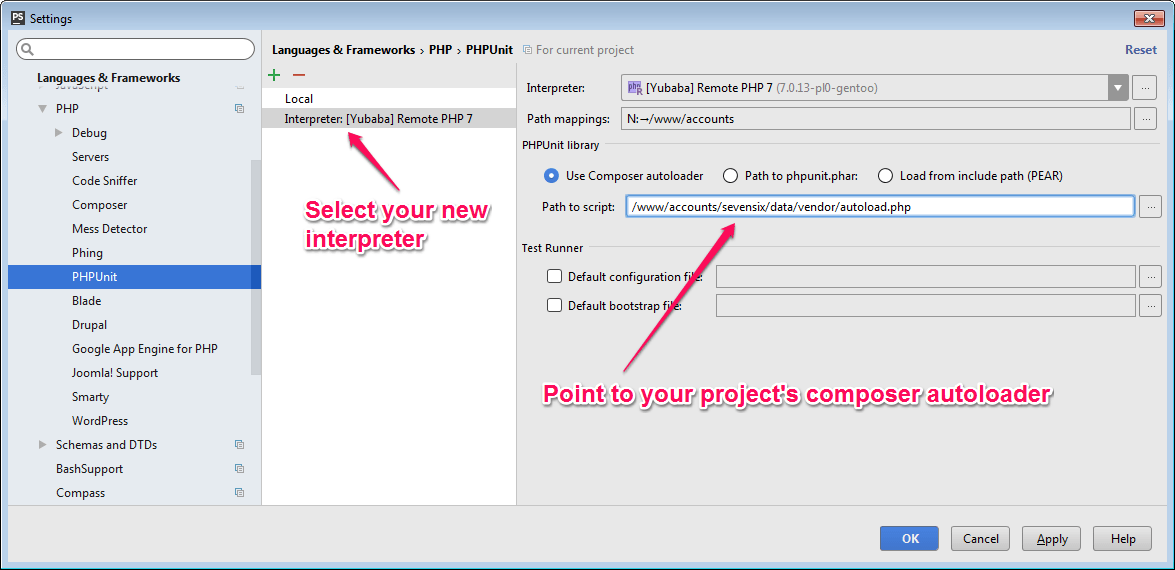 PS Settings
Languages & Frameworks › PHP › PHPUnit For current project Reset
Languages & Frameworks
JavaScript
PHP
Debug
Servers
Code Sniffer
Composer
Mess Detector
Phing
PHPUnit
Blade
Drupal
Google App Engine for PHP
Joomla! Support
Smarty
WordPress
Schemas and DTDs
BashSupport
Compass
Local
Interpreter: [Yubaba] Remote PHP 7
Select your new
interpreter
Interpreter: php R [Yubaba] Remote PHP 7 (7.0.13-pl0-gentoo) ...
Path mappings: N:→/www/accounts ...
PHPUnit library
Use Composer autoloader Path to phpunit.phar: Load from include path (PEAR)
Path to script: /www/accounts/sevensix/data/vendor/autoload.php ...
Test Runner
Default configuration file: ...
Default bootstrap file: ...
Point to your project's composer autoloader
OK Cancel Apply Help